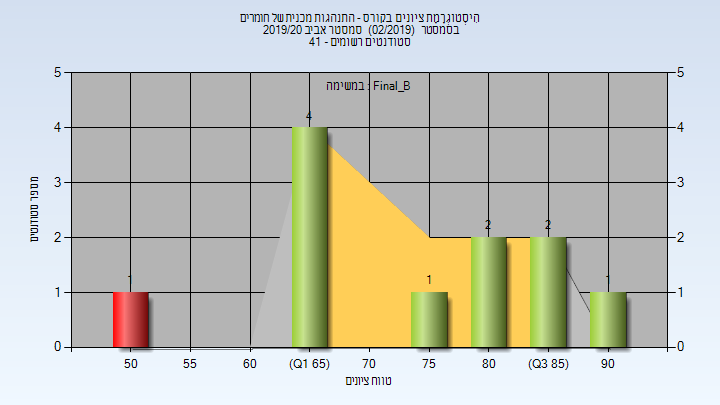 היסטוגרמת ציונים בקורס - התנהגות מכנית של חומרים
בסמסטר (02/2019) סמסטר אביב 2019/20
סטודנטים רשומים - 41
במשימה : Final_B
מספר סטודנטים
5 5
4 4
3 3
2 2
1 1
0 0
1 4 1 2 2 1
50 55 60 (Q1 65) 70 75 80 (Q3 85) 90
טווח ציונים